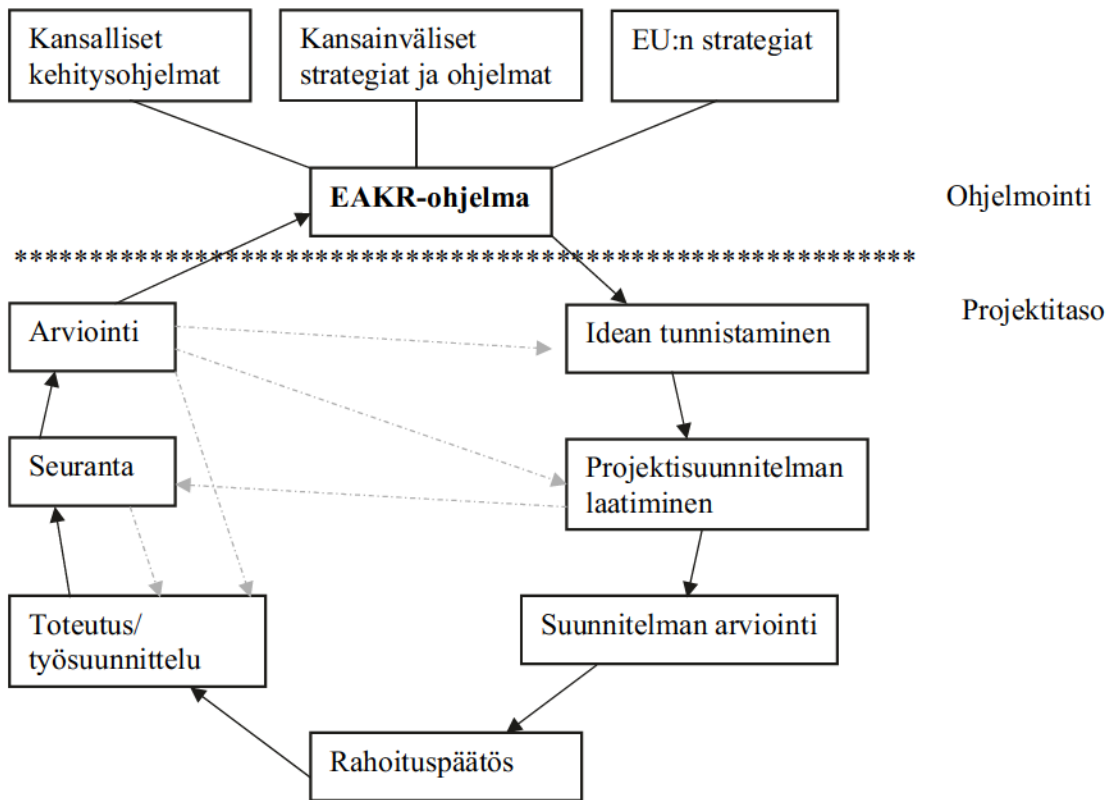 Kansalliset
kehitysohjelmat
Kansainväliset
strategiat ja ohjelmat
EU:n strategiat
EAKR-ohjelma
Ohjelmointi
************************************************************
Projektitaso
Arviointi
Idean tunnistaminen
Seuranta
Projektisuunnitelman
laatiminen
Toteutus/
työsuunnittelu
Suunnitelman arviointi
Rahoituspäätös